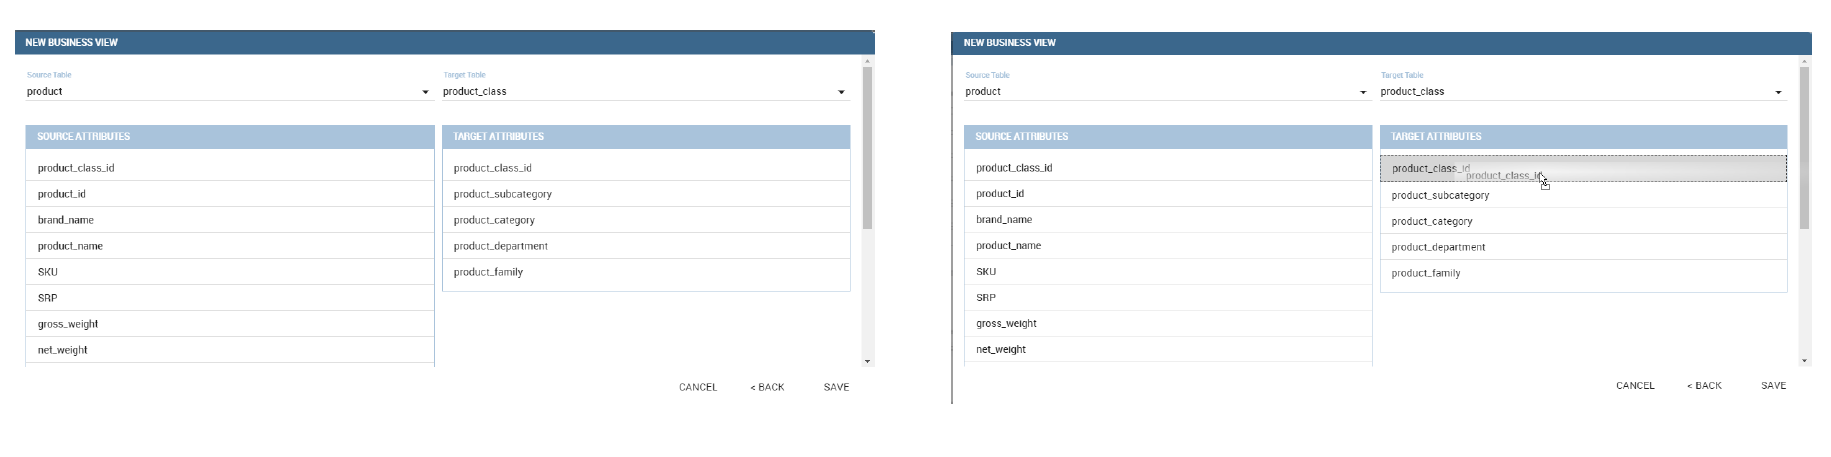 NEW BUSINESS VIEW
Source Table
Target Table
product
product_class
SOURCE ATTRIBUTES
TARGET ATTRIBUTES
product_class_id
product_class_id
product_id
product_subcategory
brand_name
product_category
product_name
product_department
SKU
product_family
SRP
gross_weight
net_weight
CANCEL
< BACK
SAVE
NEW BUSINESS VIEW
Source Table
Target Table
product
product_class
SOURCE ATTRIBUTES
TARGET ATTRIBUTES
product_class_id
product_class_id
product_class_id
product_id
product_subcategory
brand_name
product_category
product_name
product_department
SKU
product_family
SRP
gross_weight
net_weight
CANCEL
< BACK
SAVE